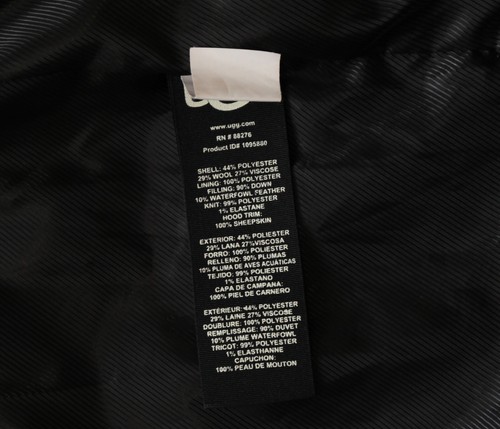 www.ugg.com
RN # 88276
Product ID# 1095880
SHELL: 44% POLYESTER
29% WOOL 27% VISCOSE
LINING: 100% POLYESTER
FILLING: 90% DOWN
10% WATERFOWL FEATHER
KNIT: 99% POLYESTER
1% ELASTANE
HOOD TRIM:
100% SHEEPSKIN
EXTERIOR: 44% POLIESTER
29% LANA 27%VISCOSA
FORRO: 100% POLIESTER
RELLENO: 90% PLUMAS
10% PLUMA DE AVES ACUÁTICAS
TEJIDO: 99% POLIESTER
1% ELASTANO
CAPA DE CAMPANA:
100% PIEL DE CARNERO
EXTÉRIEUR: 44% POLYESTER
29% LAINE 27% VISCOSE
DOUBLURE: 100% POLYESTER
REMPLISSAGE: 90% DUVET
10% PLUME WATERFOWL
TRICOT: 99% POLYESTER
1% ELASTHANNE
CAPUCHON:
100% PEAU DE MOUTON